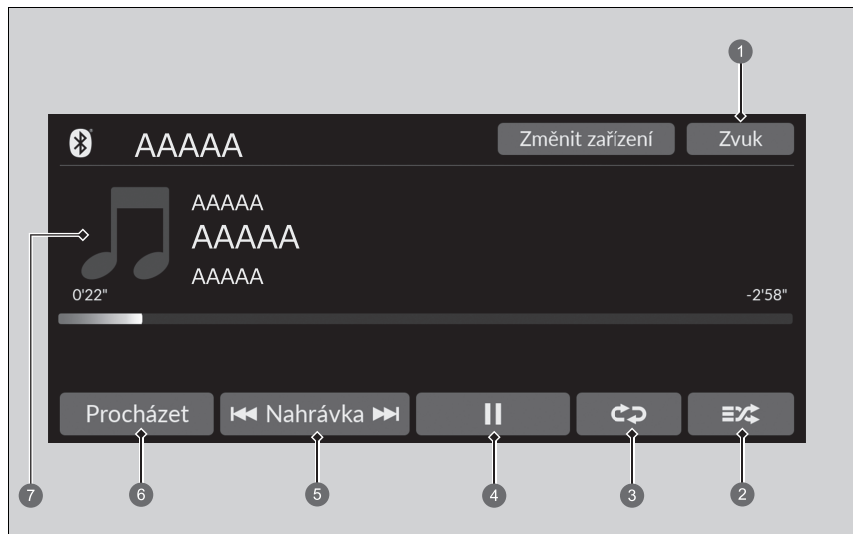 1
AAAAA Změnit zařízení Zvuk
AAAAA
7 AAAAA
AAAAA
0'22" -2'58"
Procházet Nahrávka
6 5 4 3 2